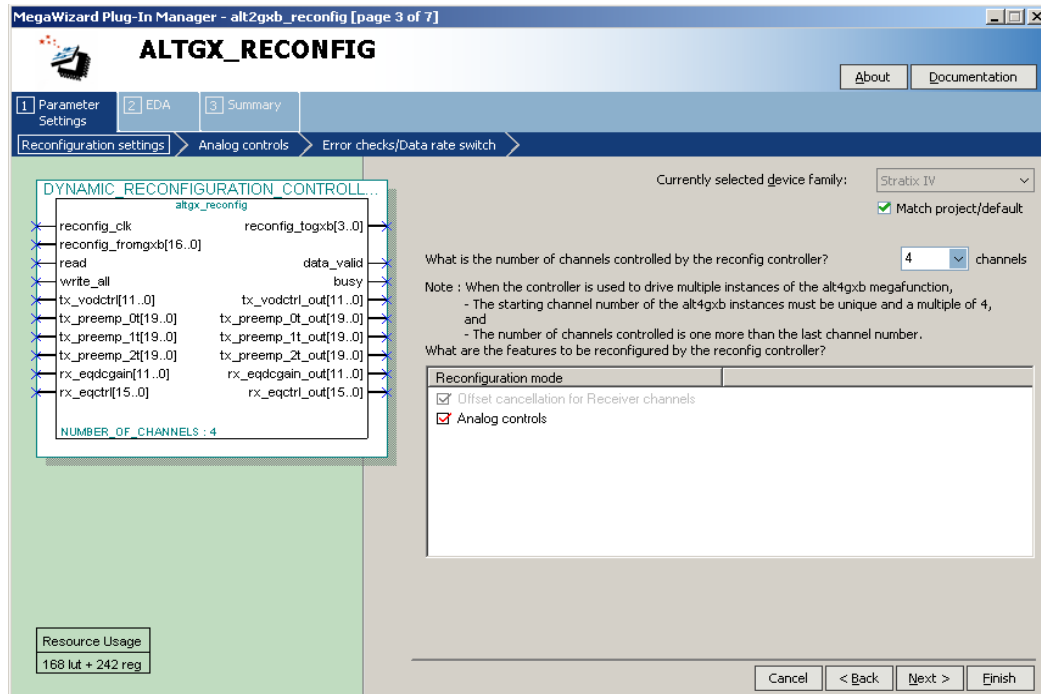 MegaWizard Plug-In Manager - alt2gxb_reconfig [page 3 of 7]
ALTGX_RECONFIG
About
Documentation
1 Parameter Settings
2 EDA
3 Summary
Reconfiguration settings
Analog controls
Error checks/Data rate switch
DYNAMIC_RECONFIGURATION_CONTROLL...
altgx_reconfig
reconfig_clk reconfig_togxb[3..0]
reconfig_fromgxb[16..0]
read data_valid
write_all busy
tx_vodctrl[11..0] tx_vodctrl_out[11..0]
tx_preemp_0t[19..0] tx_preemp_0t_out[19..0]
tx_preemp_1t[19..0] tx_preemp_1t_out[19..0]
tx_preemp_2t[19..0] tx_preemp_2t_out[19..0]
rx_eqdcgain[11..0] rx_eqdcgain_out[11..0]
rx_eqctrl[15..0] rx_eqctrl_out[15..0]
NUMBER_OF_CHANNELS : 4
Resource Usage
168 lut + 242 reg
Currently selected device family: Stratix IV
Match project/default
What is the number of channels controlled by the reconfig controller? 4 channels
Note : When the controller is used to drive multiple instances of the alt4gxb megafunction,
- The starting channel number of the alt4gxb instances must be unique and a multiple of 4,
and
- The number of channels controlled is one more than the last channel number.
What are the features to be reconfigured by the reconfig controller?
Reconfiguration mode
Offset cancellation for Receiver channels
Analog controls
Cancel
< Back
Next >
Finish